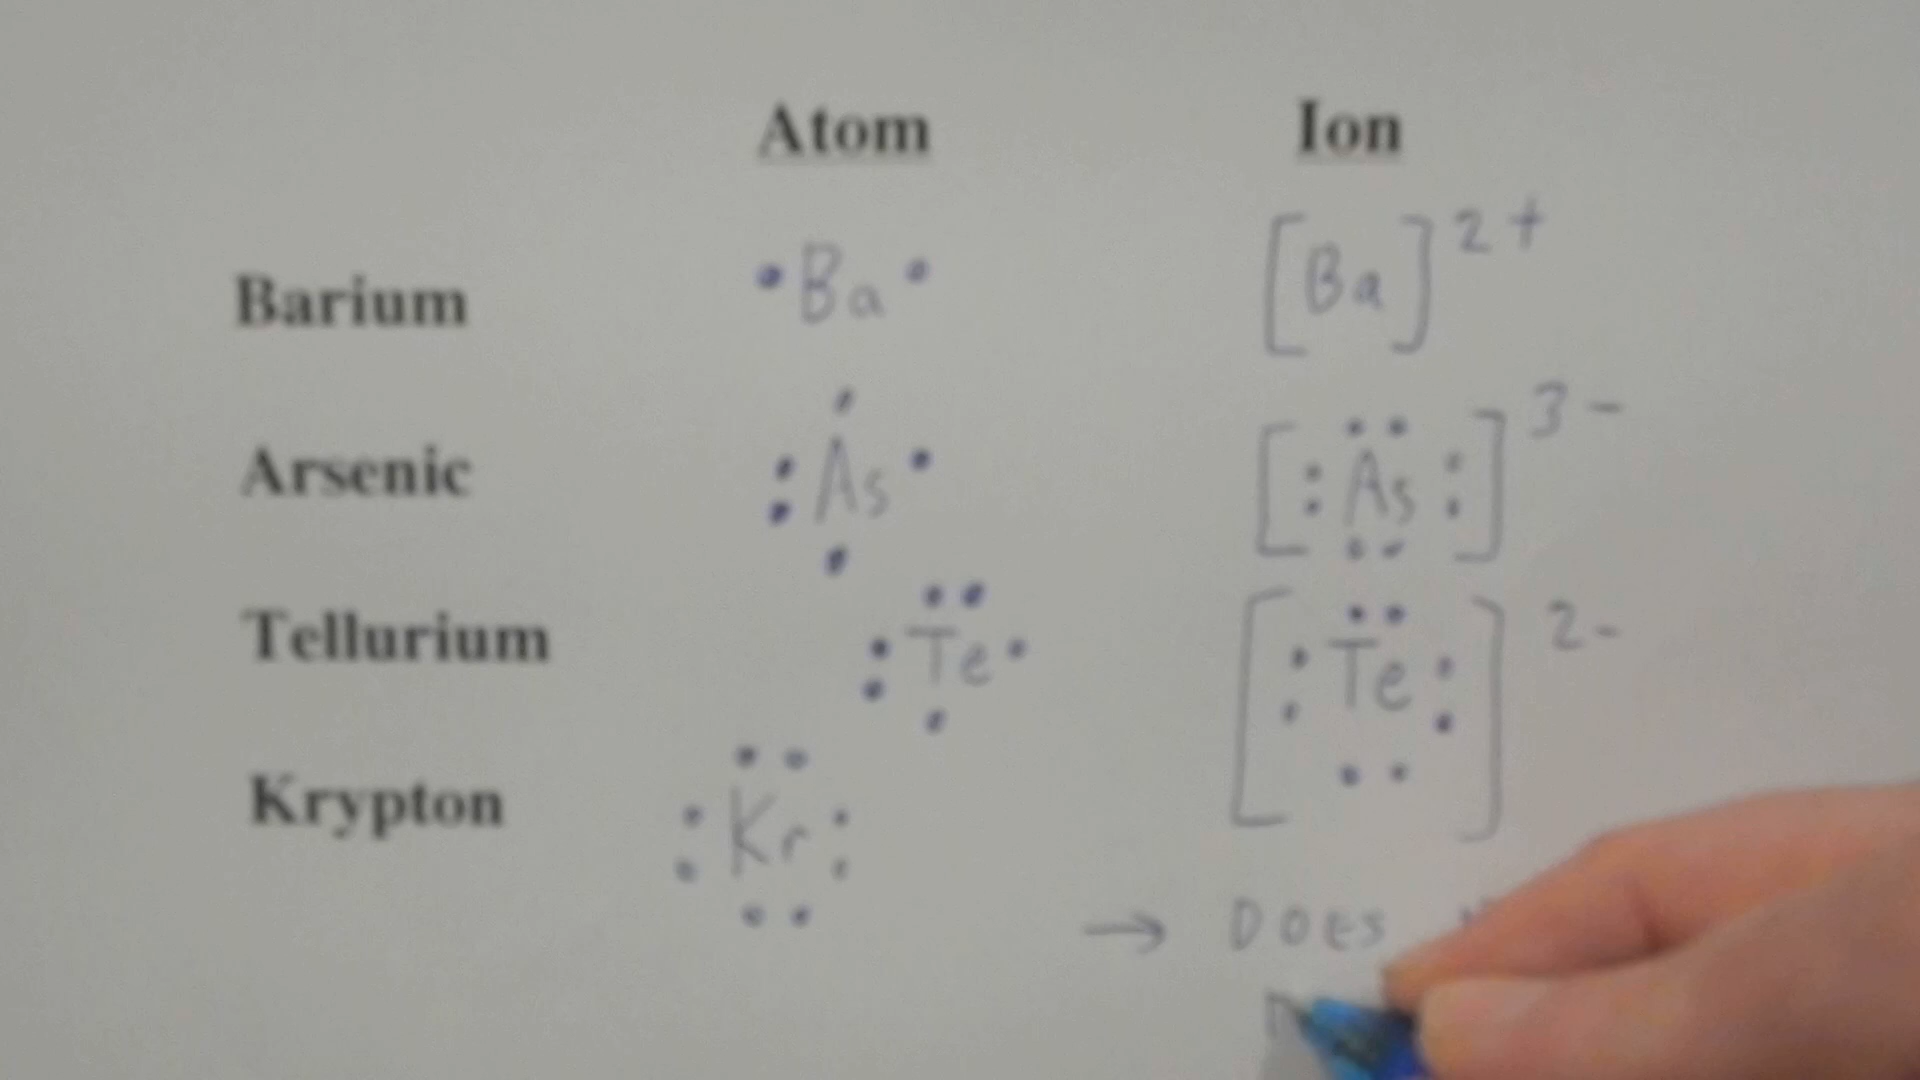 Atom Ion
Barium Ba [Ba]2+
Arsenic As [As]3-
Tellurium Te [Te]2-
Krypton Kr
→ DOES